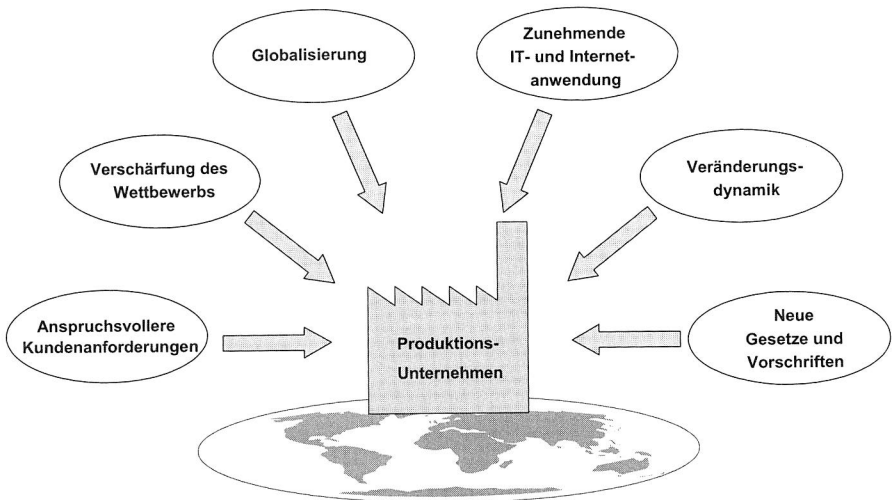 Globalisierung
Zunehmende
IT- und Internet-
anwendung
Verschärfung des
Wettbewerbs
Veränderungs-
dynamik
Anspruchsvollere
Kundenanforderungen
Produktions-
Unternehmen
Neue
Gesetze und
Vorschriften